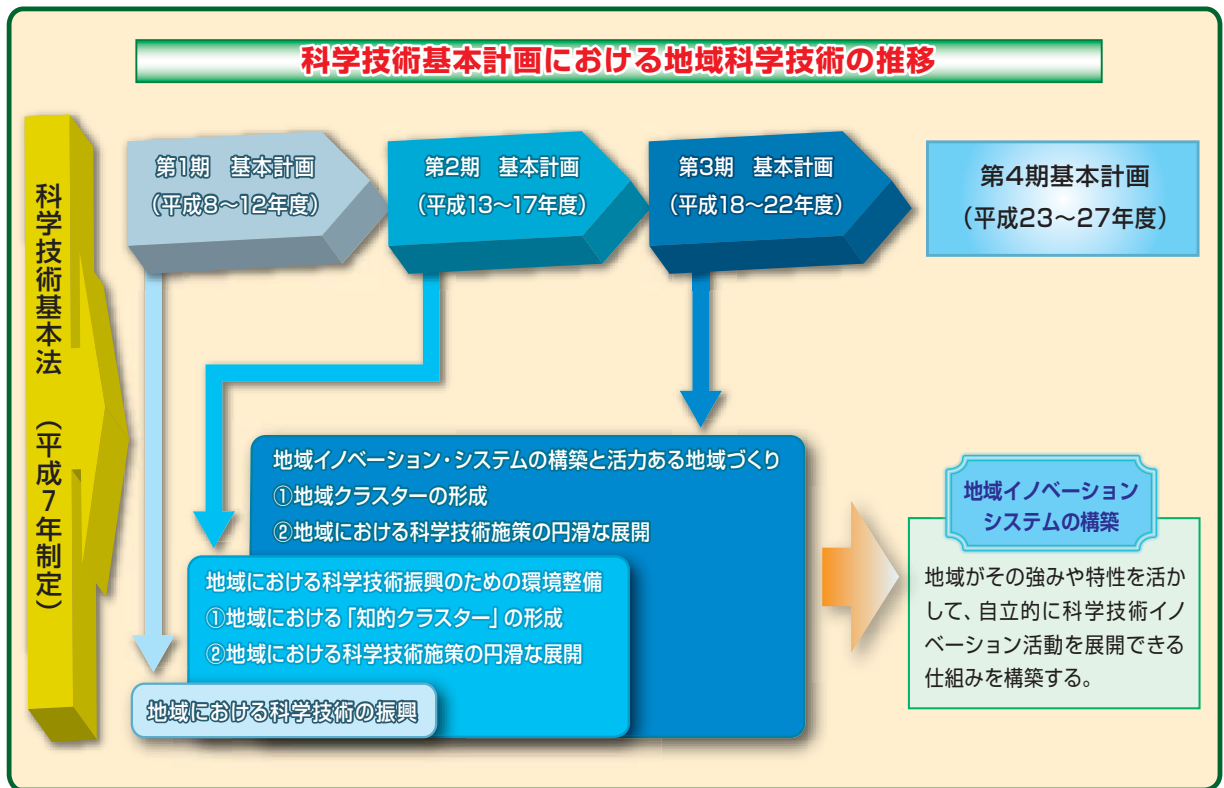 科学技術基本計画における地域科学技術の推移
科学技術基本法 (平成7年制定)
第1期 基本計画
(平成8～12年度)
第2期 基本計画
(平成13～17年度)
第3期 基本計画
(平成18～22年度)
第4期基本計画
(平成23～27年度)
地域イノベーション・システムの構築と活力ある地域づくり
①地域クラスターの形成
②地域における科学技術施策の円滑な展開
地域における科学技術振興のための環境整備
①地域における「知的クラスター」の形成
②地域における科学技術施策の円滑な展開
地域における科学技術の振興
地域イノベーション
システムの構築
地域がその強みや特性を活か
して、自立的に科学技術イノ
ベーション活動を展開できる
仕組みを構築する。